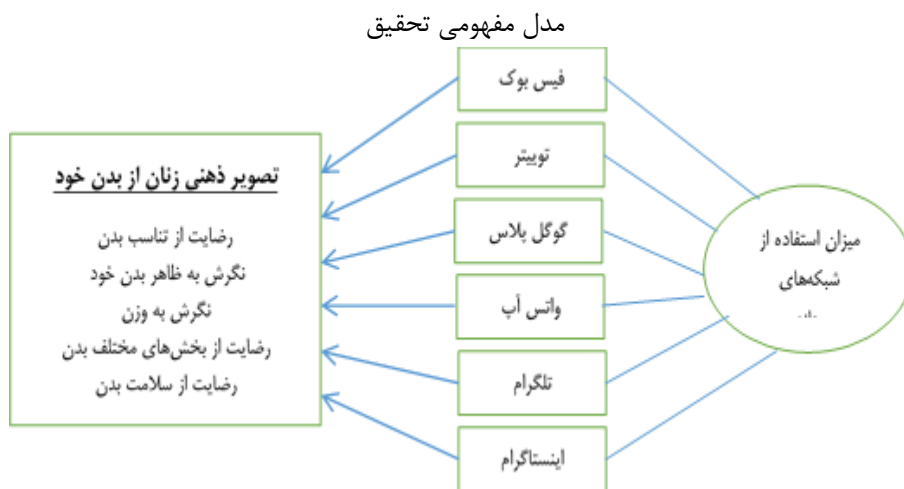 مدل مفهومی تحقیق
میزان استفاده از
شبکه‌های
فیس بوک
توییتر
گوگل پلاس
واتس آپ
تلگرام
اینستاگرام
تصویر ذهنی زنان از بدن خود
رضایت از تناسب بدن
نگرش به ظاهر بدن خود
نگرش به وزن
رضایت از بخش‌های مختلف بدن
رضایت از سلامت بدن